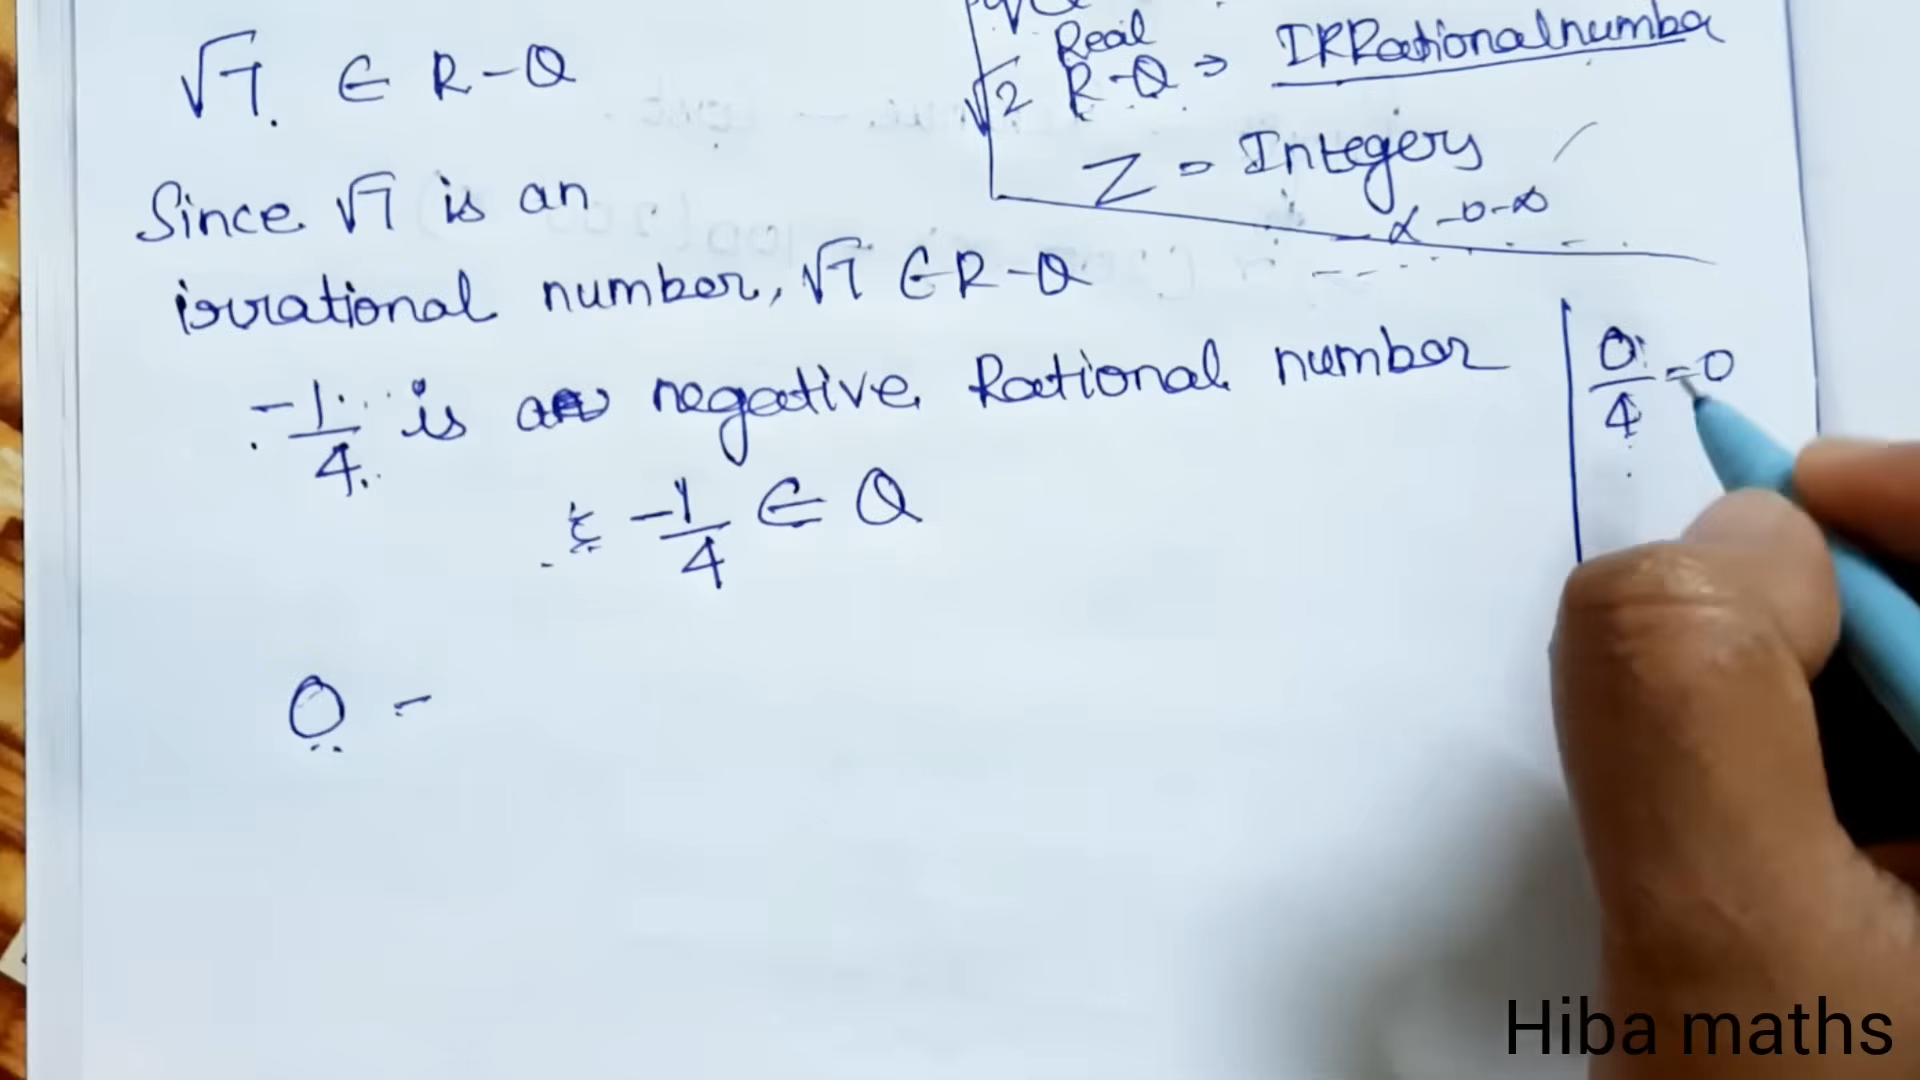 √7 ∈ R-Q
Real
√2 R-Q ⇒ IRRationalnumber
Z = Integers
∝ -0-∞
Since √7 is an
irrational number, √7 ∈ R-Q
-1/4 is a negative Rational number
-1/4 ∈ Q
0/4 = 0
0 -
Hiba maths